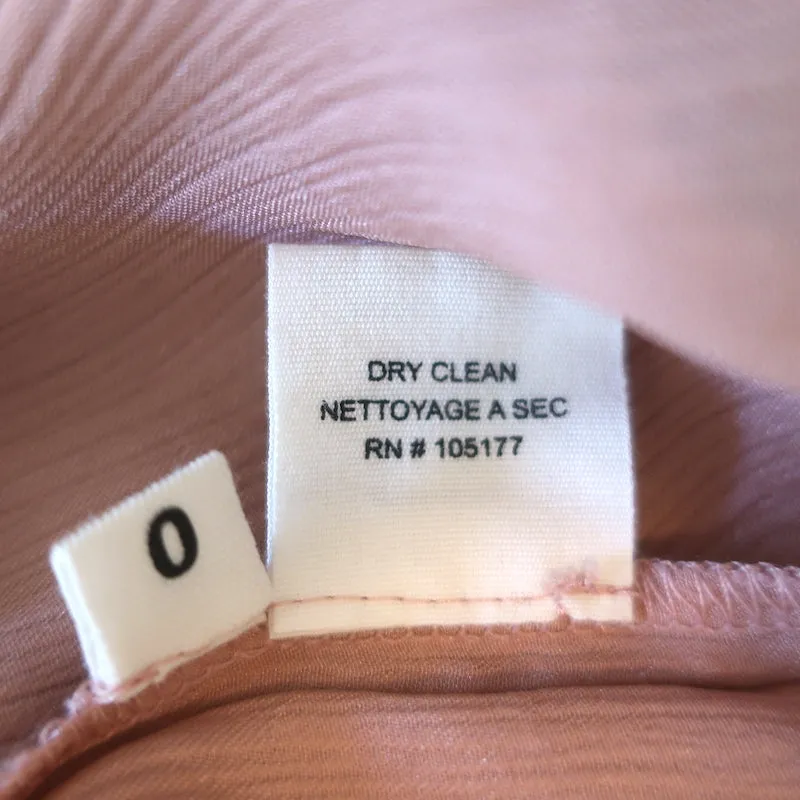 DRY CLEAN
NETTOYAGE A SEC
RN # 105177
0